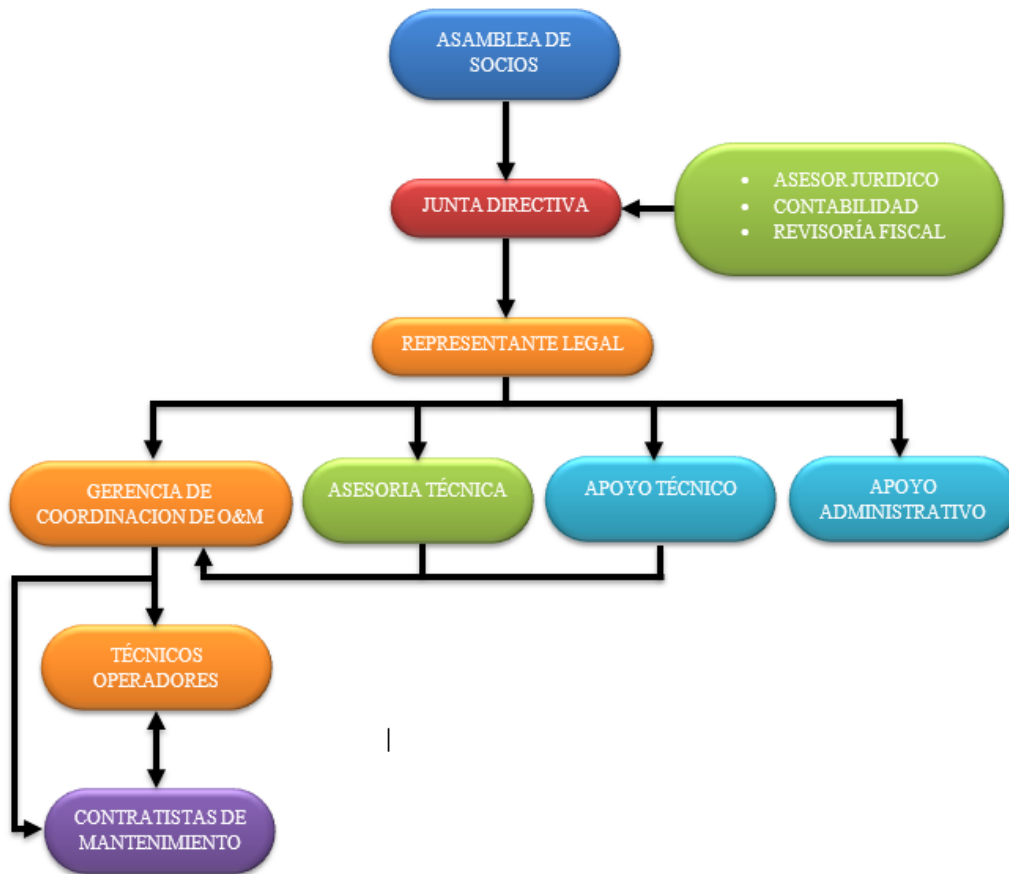 ASAMBLEA DE
SOCIOS
JUNTA DIRECTIVA
• ASESOR JURIDICO
• CONTABILIDAD
• REVISORÍA FISCAL
REPRESENTANTE LEGAL
GERENCIA DE
COORDINACION DE O&M
ASESORIA TÉCNICA
APOYO TÉCNICO
APOYO
ADMINISTRATIVO
TÉCNICOS
OPERADORES
CONTRATISTAS DE
MANTENIMIENTO